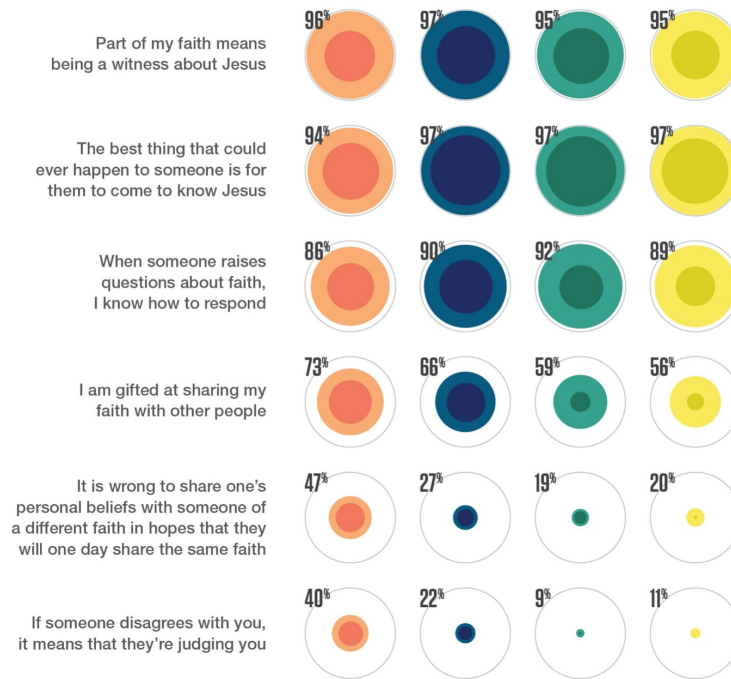 96% 97% 95% 95%
Part of my faith means
being a witness about Jesus
94% 97% 97% 97%
The best thing that could
ever happen to someone is for
them to come to know Jesus
86% 90% 92% 89%
When someone raises
questions about faith,
I know how to respond
73% 66% 59% 56%
I am gifted at sharing my
faith with other people
47% 27% 19% 20%
It is wrong to share one's
personal beliefs with someone of
a different faith in hopes that they
will one day share the same faith
40% 22% 9% 11%
If someone disagrees with you,
it means that they're judging you